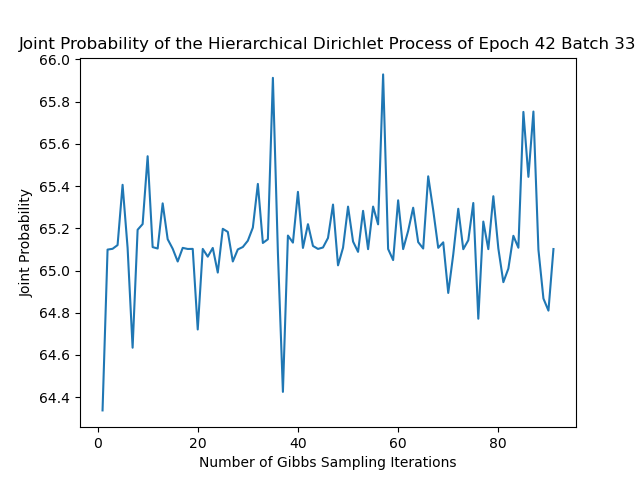 Joint Probability of the Hierarchical Dirichlet Process of Epoch 42 Batch 33
66.0
65.8
65.6
65.4
65.2
65.0
64.8
64.6
64.4
Joint Probability
0 20 40 60 80
Number of Gibbs Sampling Iterations